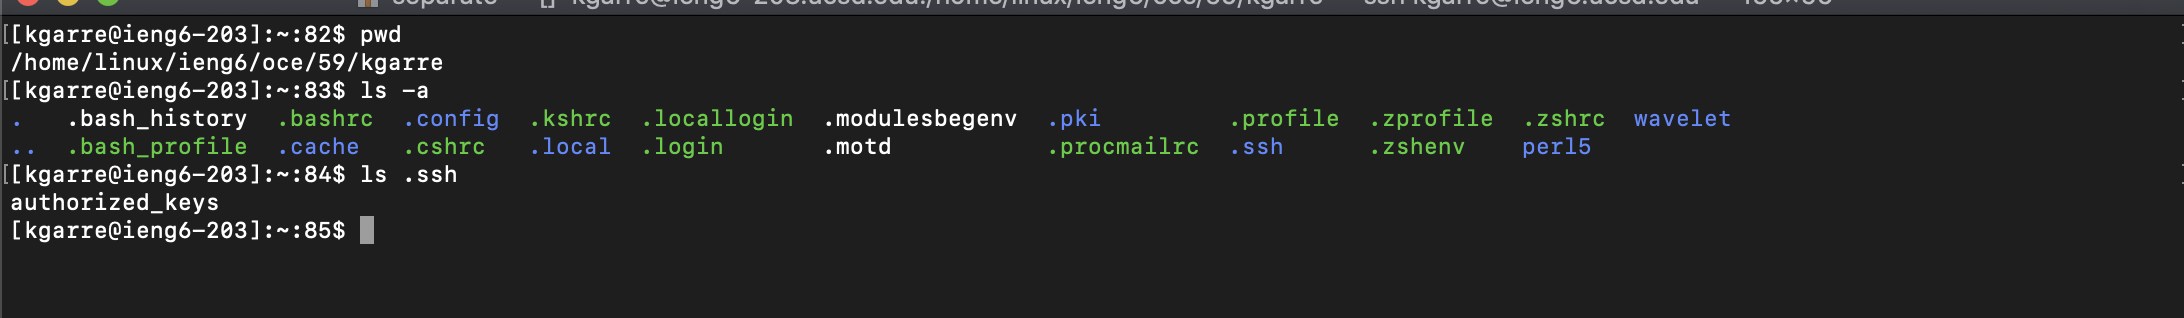 [[kgarre@ieng6-203]:~:82$ pwd
/home/linux/ieng6/oce/59/kgarre
[[kgarre@ieng6-203]:~:83$ ls -a
.   .bash_history  .bashrc  .config  .kshrc  .locallogin  .modulesbegenv  .pki         .profile  .zprofile  .zshrc  wavelet
..  .bash_profile  .cache   .cshrc   .local  .login       .motd           .procmailrc  .ssh      .zshenv    perl5
[[kgarre@ieng6-203]:~:84$ ls .ssh
authorized_keys
[kgarre@ieng6-203]:~:85$